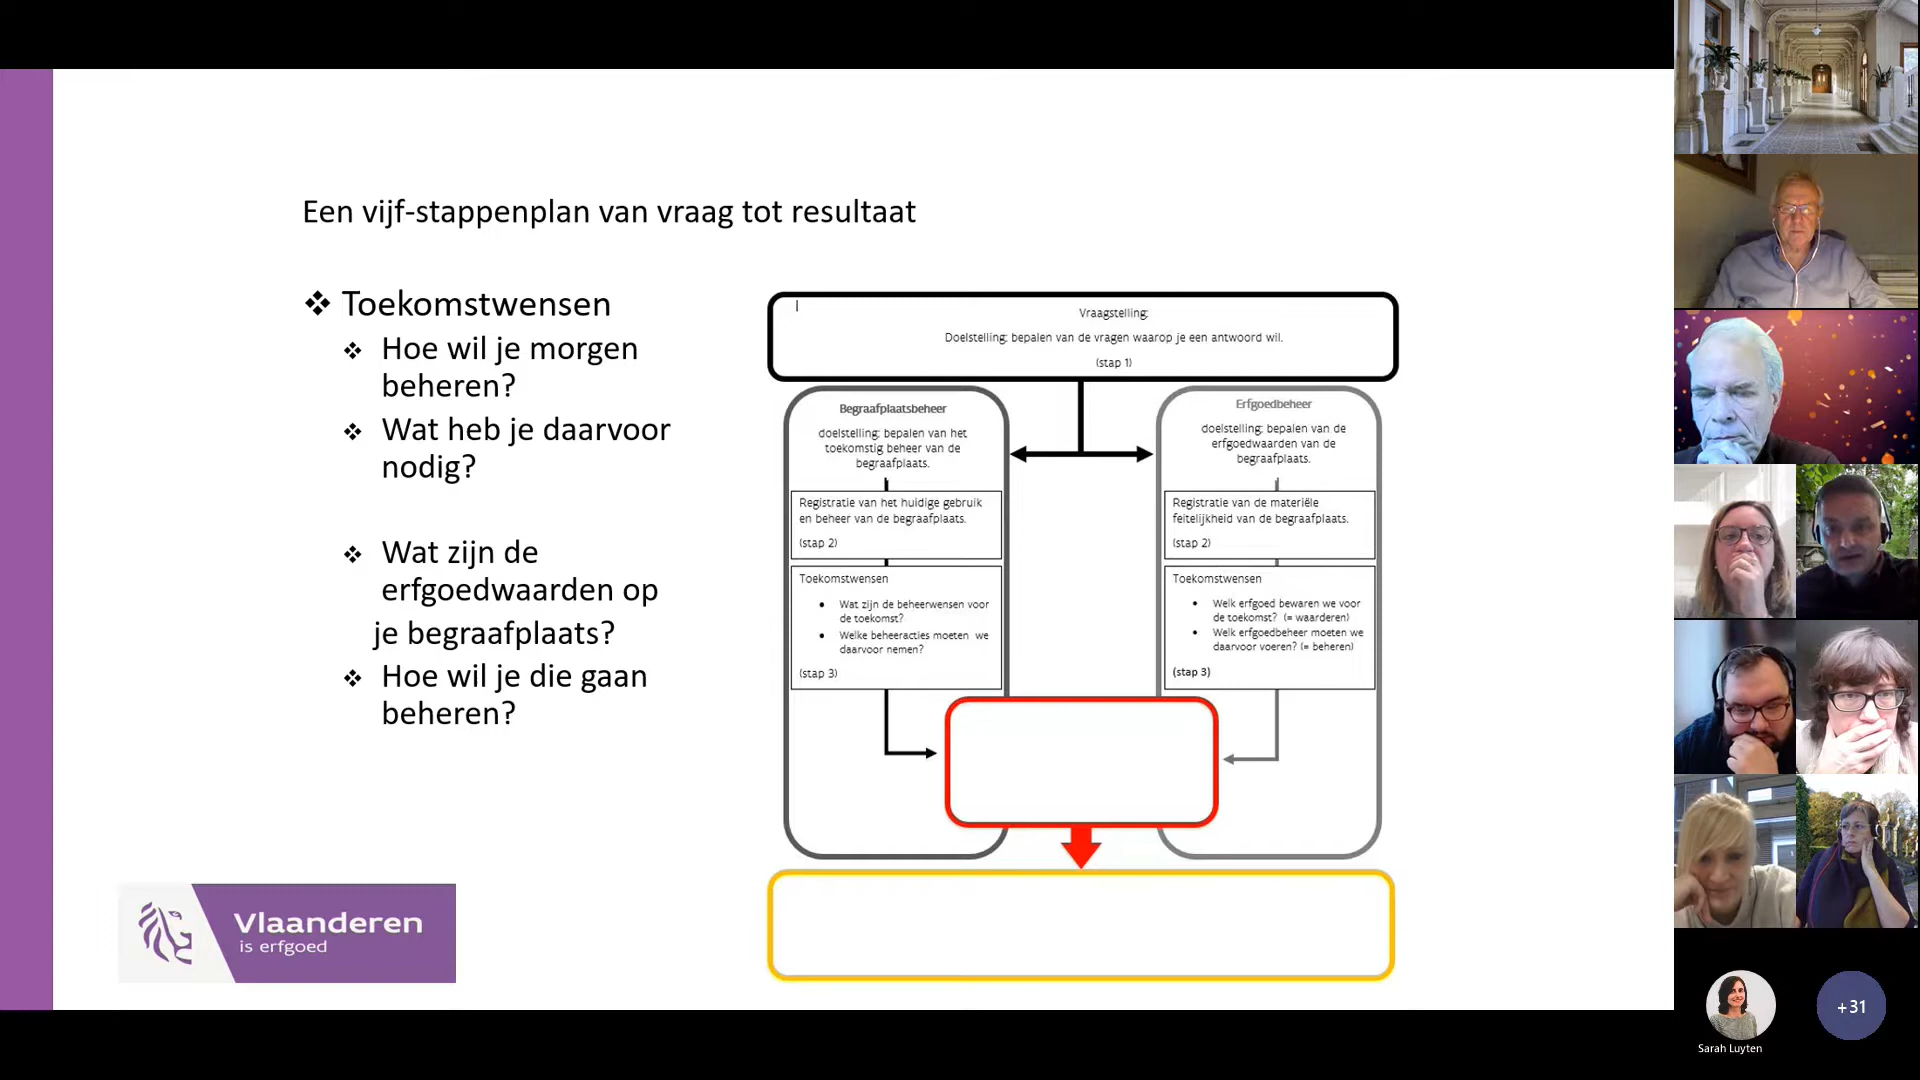 Een vijf-stappenplan van vraag tot resultaat
❖ Toekomstwensen
❖ Hoe wil je morgen
beheren?
❖ Wat heb je daarvoor
nodig?
❖ Wat zijn de
erfgoedwaarden op
je begraafplaats?
❖ Hoe wil je die gaan
beheren?
Vraagstelling:
Doelstelling: bepalen van de vragen waarop je een antwoord wil.
(stap 1)
Begraafplaatsbeheer
doelstelling: bepalen van het
toekomstig beheer van de
begraafplaats.
Registratie van het huidige gebruik
en beheer van de begraafplaats.
(stap 2)
Toekomstwensen
• Wat zijn de beheerwensen voor
de toekomst?
• Welke beheeracties moeten we
daarvoor nemen?
(stap 3)
Erfgoedbeheer
doelstelling: bepalen van de
erfgoedwaarden van de
begraafplaats.
Registratie van de materiële
feitelijkheid van de begraafplaats.
(stap 2)
Toekomstwensen
• Welk erfgoed bewaren we voor
de toekomst? (= waarderen)
• Welk erfgoedbeheer moeten we
daarvoor voeren? (= beheren)
(stap 3)
Vlaanderen
is erfgoed
+31
Sarah Luyten